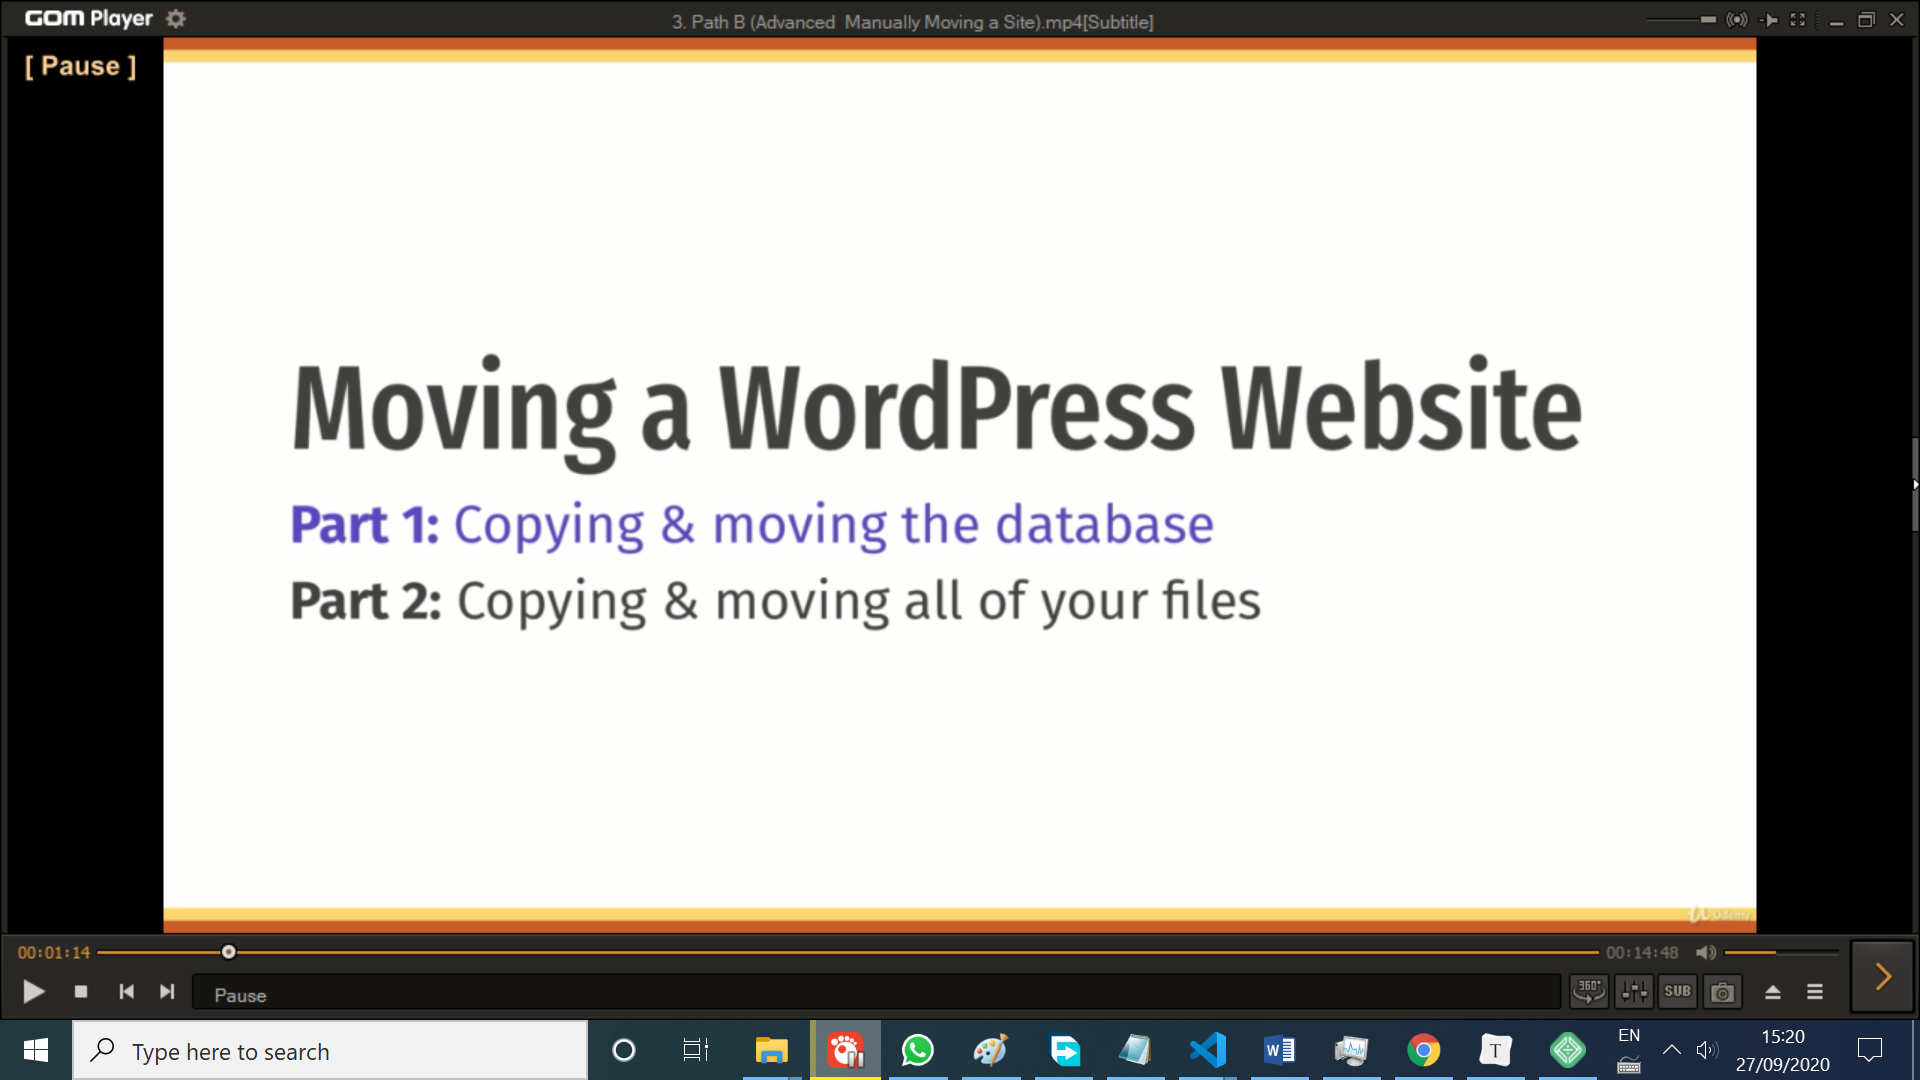 GOM Player
3. Path B (Advanced  Manually Moving a Site).mp4[Subtitle]
[ Pause ]
Moving a WordPress Website
Part 1: Copying & moving the database
Part 2: Copying & moving all of your files
Udemy
00:01:14
00:14:48
Pause
360°
SUB
Type here to search
W
T
EN
15:20
27/09/2020